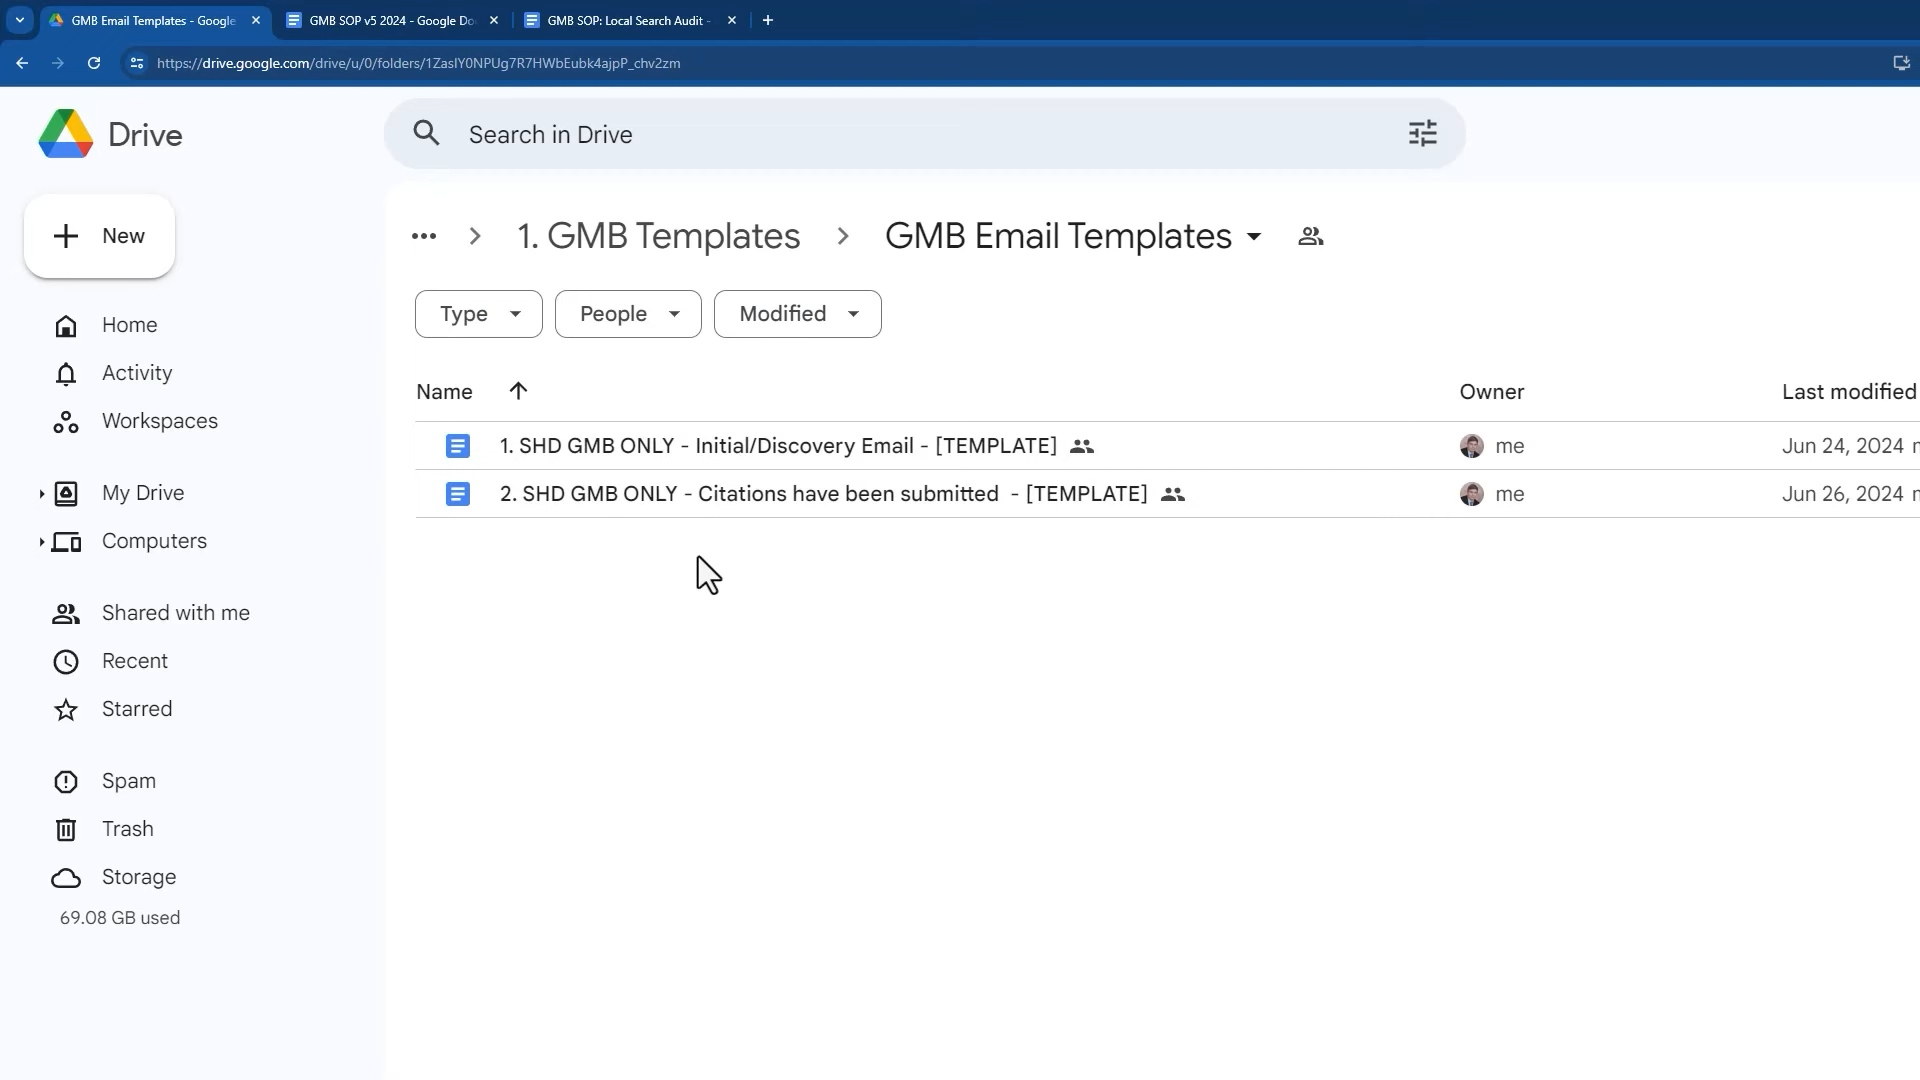 GMB Email Templates - Google
GMB SOP v5 2024 - Google Do
GMB SOP: Local Search Audit -
https://drive.google.com/drive/u/0/folders/1ZasIY0NPUg7R7HWbEubk4ajpP_chv2zm
Drive
Search in Drive
New
... > 1. GMB Templates > GMB Email Templates
Type
People
Modified
Name
Owner
Last modified
1. SHD GMB ONLY - Initial/Discovery Email - [TEMPLATE]
me
Jun 24, 2024
2. SHD GMB ONLY - Citations have been submitted - [TEMPLATE]
me
Jun 26, 2024
Home
Activity
Workspaces
My Drive
Computers
Shared with me
Recent
Starred
Spam
Trash
Storage
69.08 GB used